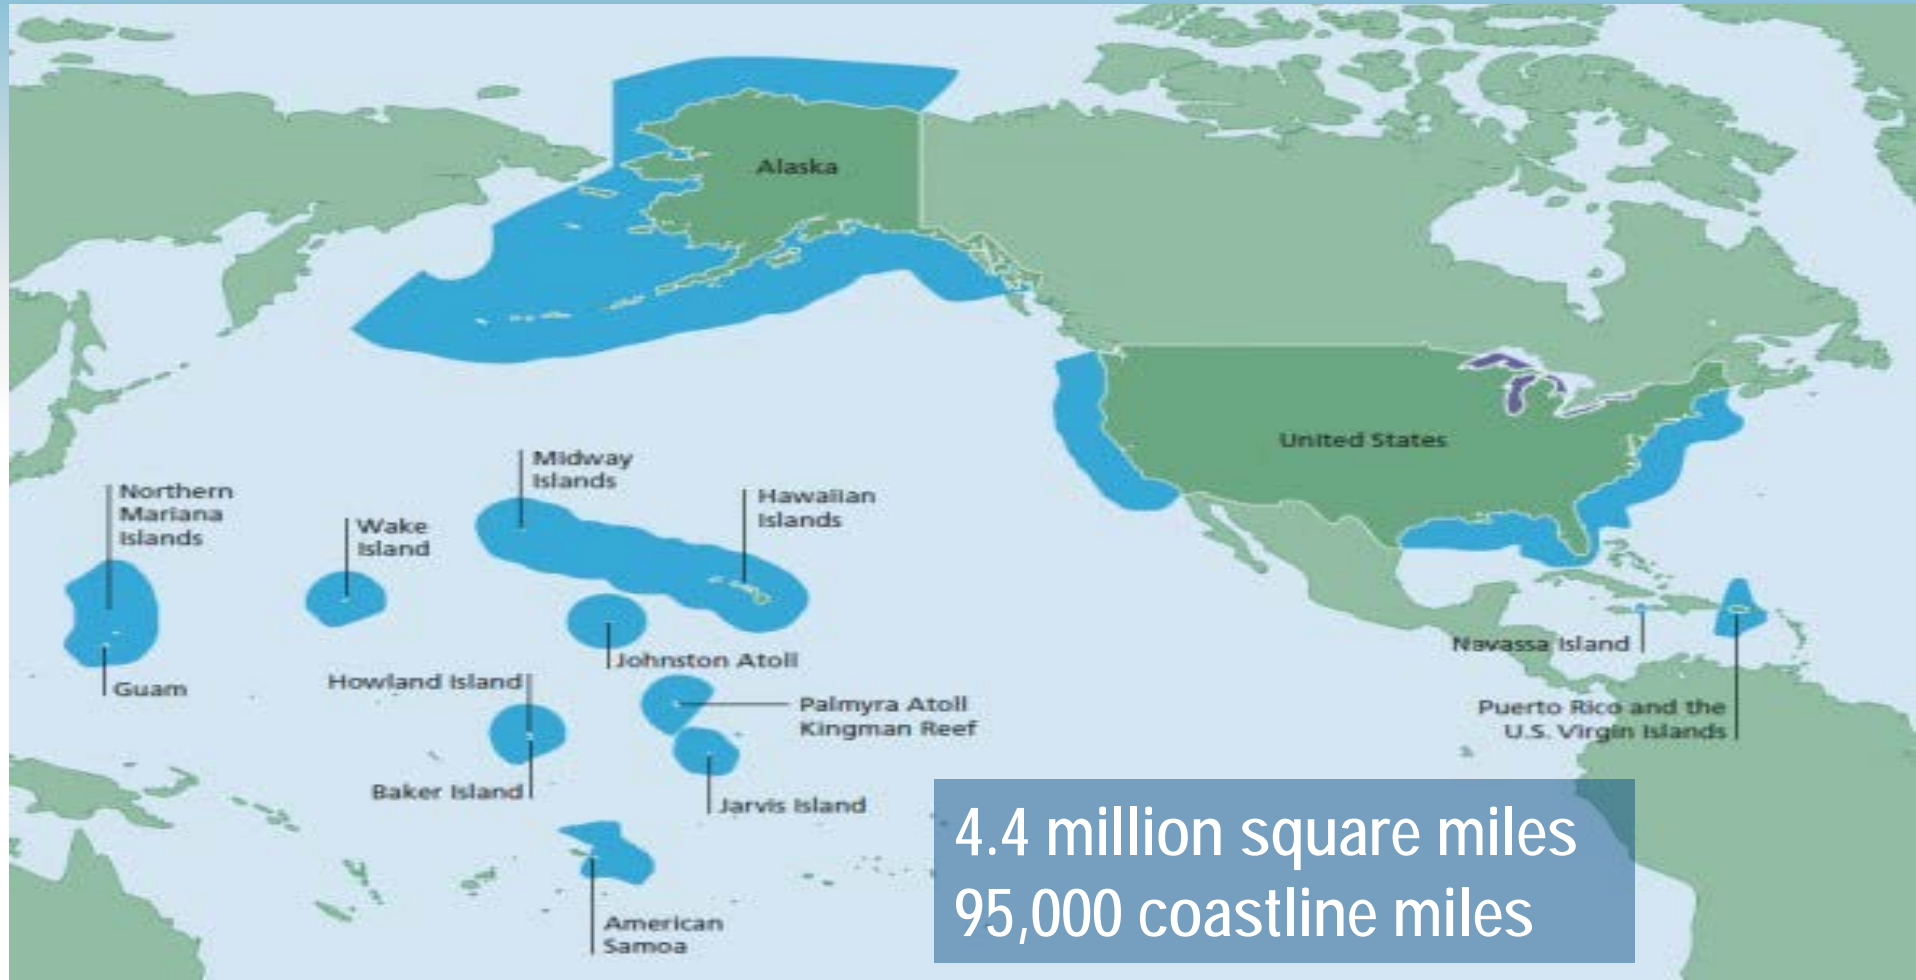 Alaska
United States
Midway
Islands
Hawaiian
Islands
Northern
Mariana
Islands
Wake
Island
Guam
Johnston Atoll
Howland Island
Palmyra Atoll
Kingman Reef
Baker Island
Jarvis Island
American
Samoa
Navassa Island
Puerto Rico and the
U.S. Virgin Islands
4.4 million square miles
95,000 coastline miles